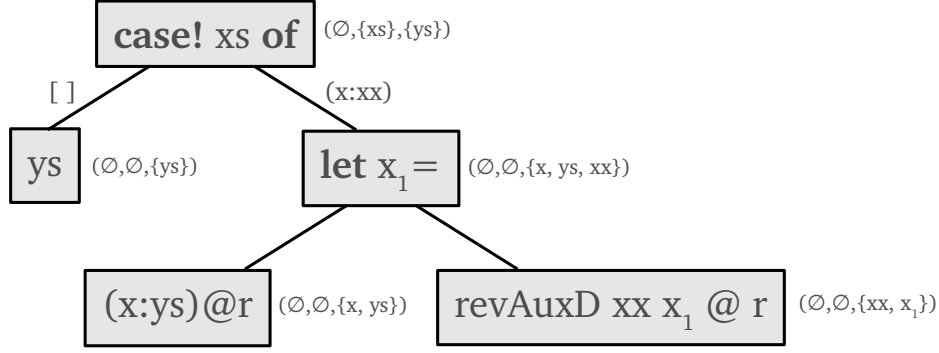 case! xs of (∅,{xs},{ys})
[ ] (x:xx)
ys (∅,∅,{ys}) let x₁= (∅,∅,{x, ys, xx})
(x:ys)@r (∅,∅,{x, ys}) revAuxD xx x₁ @ r (∅,∅,{xx, x₁})